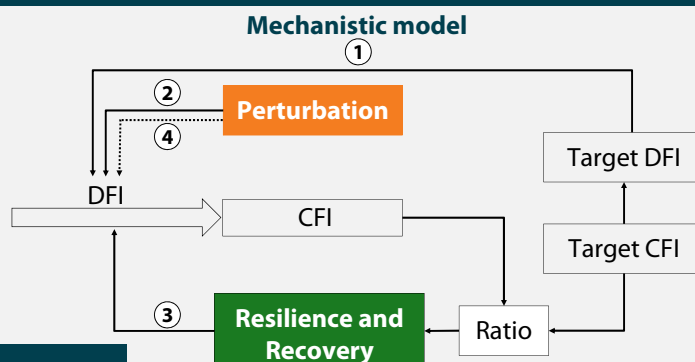 Mechanistic model
①
②
Perturbation
④
Target DFI
DFI
CFI
Target CFI
③
Resilience and
Recovery
Ratio